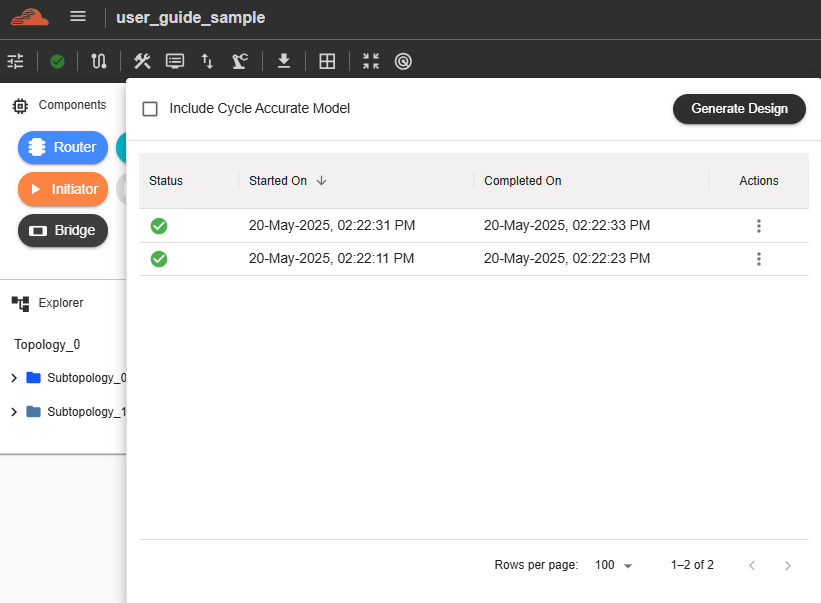 user_guide_sample
Components
Router
Initiator
Bridge
Explorer
Topology_0
Subtopology_0
Subtopology_1
Include Cycle Accurate Model
Generate Design
Status Started On Completed On Actions
20-May-2025, 02:22:31 PM 20-May-2025, 02:22:33 PM
20-May-2025, 02:22:11 PM 20-May-2025, 02:22:23 PM
Rows per page: 100 1–2 of 2